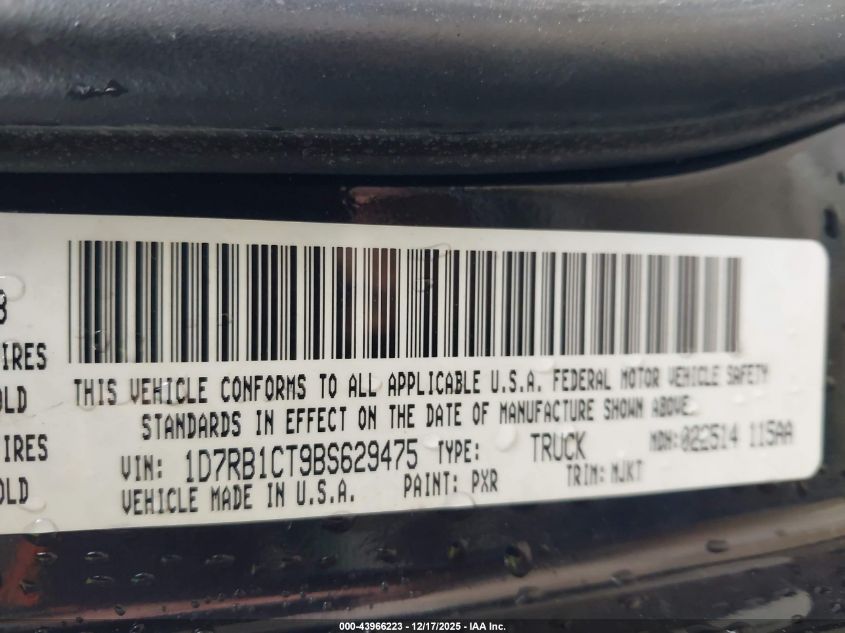 8
IRES
OLD
IRES
OLD
THIS VEHICLE CONFORMS TO ALL APPLICABLE U.S.A. FEDERAL MOTOR VEHICLE SAFETY
STANDARDS IN EFFECT ON THE DATE OF MANUFACTURE SHOWN ABOVE.
VIN: 1D7RB1CT9BS629475 TYPE: TRUCK MDH: 022514 115AA
VEHICLE MADE IN U.S.A. PAINT: PXR TRIM: MJKT
000-43966223 — 12/17/2025 — IAA Inc.